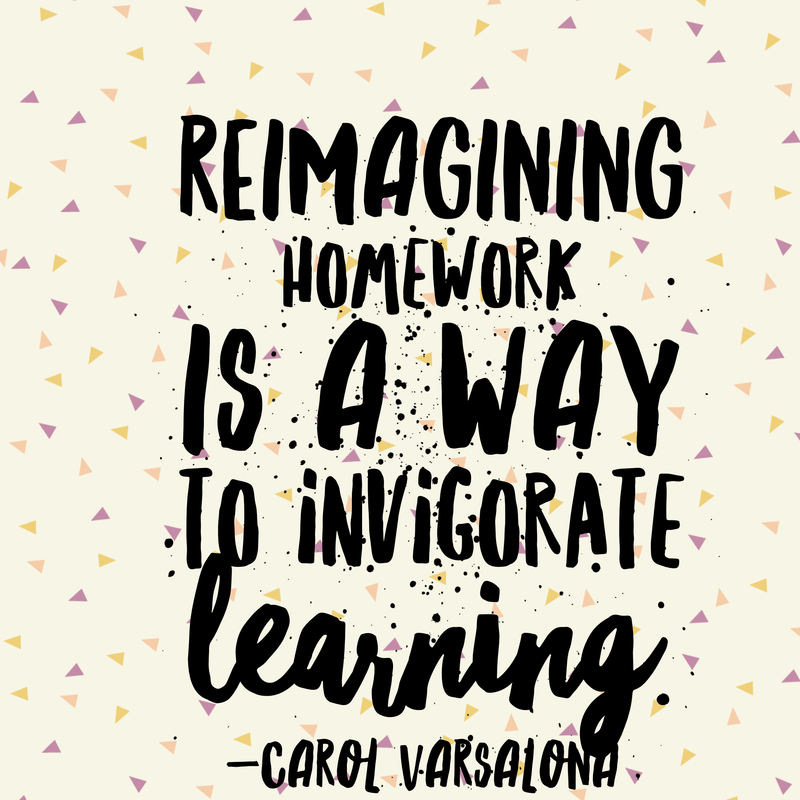 REIMAGINING
HOMEWORK
IS A WAY
TO iNViGORATE
learning.
—CAROL VARSALONA